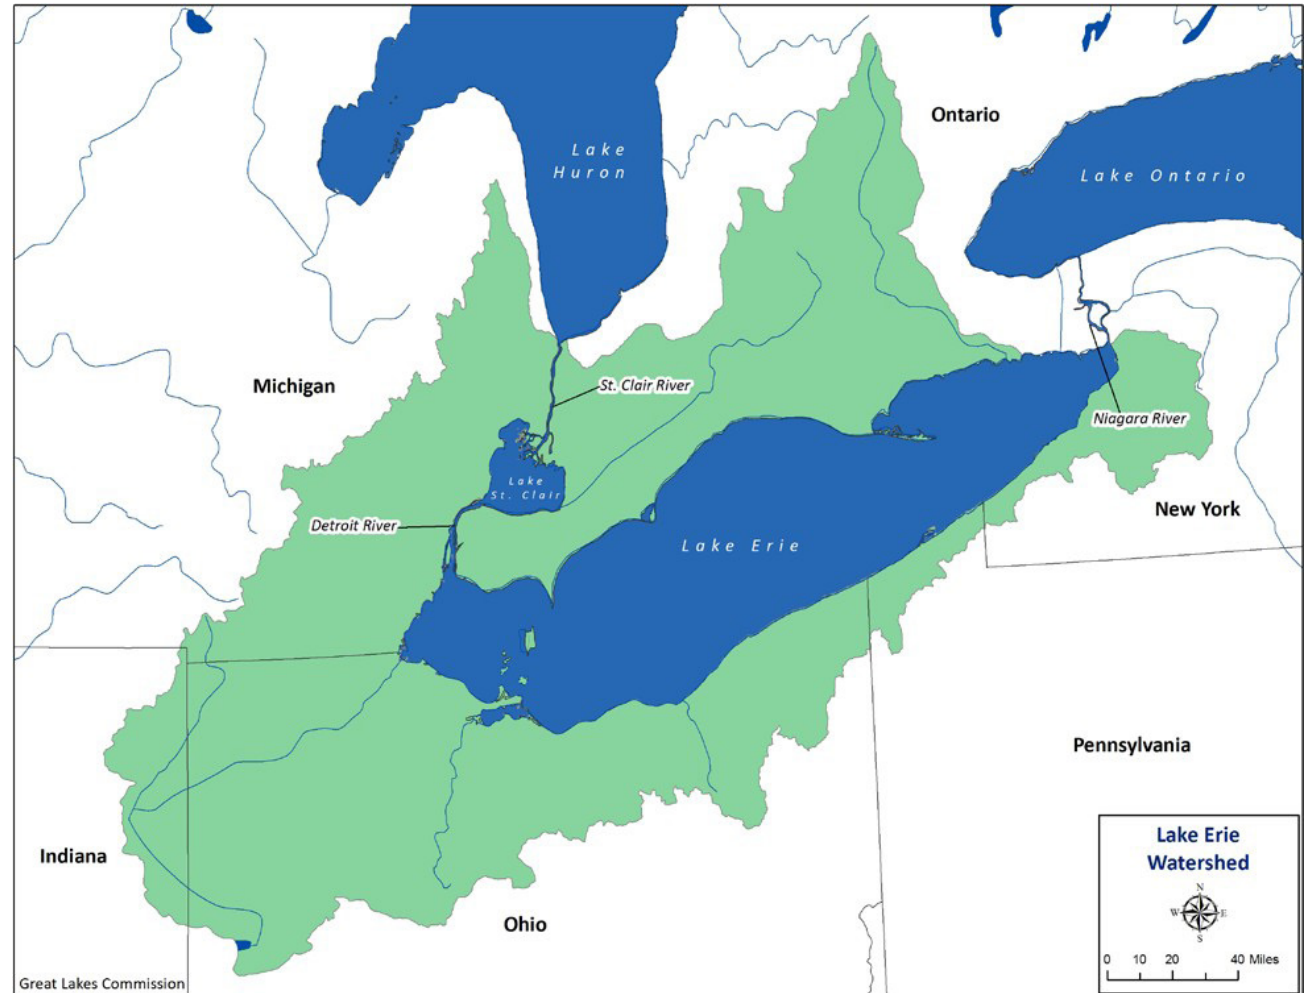 Ontario
Lake
Huron
Lake Ontario
Michigan
St. Clair River
Niagara River
Lake
St. Clair
New York
Detroit River
Lake Erie
Pennsylvania
Indiana
Ohio
Lake Erie
Watershed
N
W
E
S
0 10 20 40 Miles
Great Lakes Commission